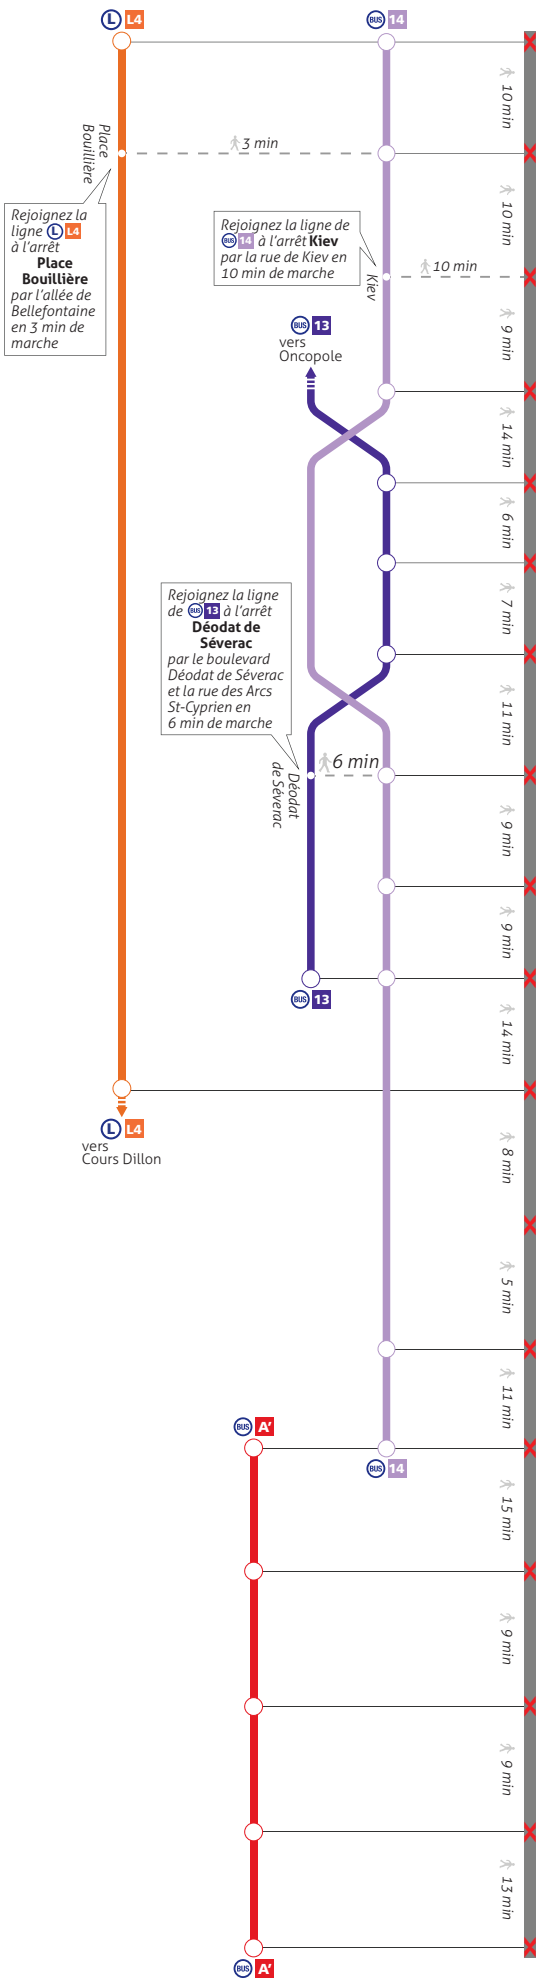 L L4
BUS 14
10 min
Place
Bouillière
3 min
10 min
Rejoignez la
ligne L L4
à l'arrêt
Place
Bouillière
par l'allée de
Bellefontaine
en 3 min de
marche
Rejoignez la ligne de
BUS 14 à l'arrêt Kiev
par la rue de Kiev en
10 min de marche
Kiev
10 min
9 min
BUS 13
vers
Oncopole
14 min
6 min
7 min
Rejoignez la ligne
de BUS 13 à l'arrêt
Déodat de
Séverac
par le boulevard
Déodat de Séverac
et la rue des Arcs
St-Cyprien en
6 min de marche
11 min
Déodat
de Séverac
6 min
9 min
9 min
BUS 13
14 min
L L4
vers
Cours Dillon
8 min
5 min
11 min
BUS A'
BUS 14
15 min
9 min
9 min
13 min
BUS A'